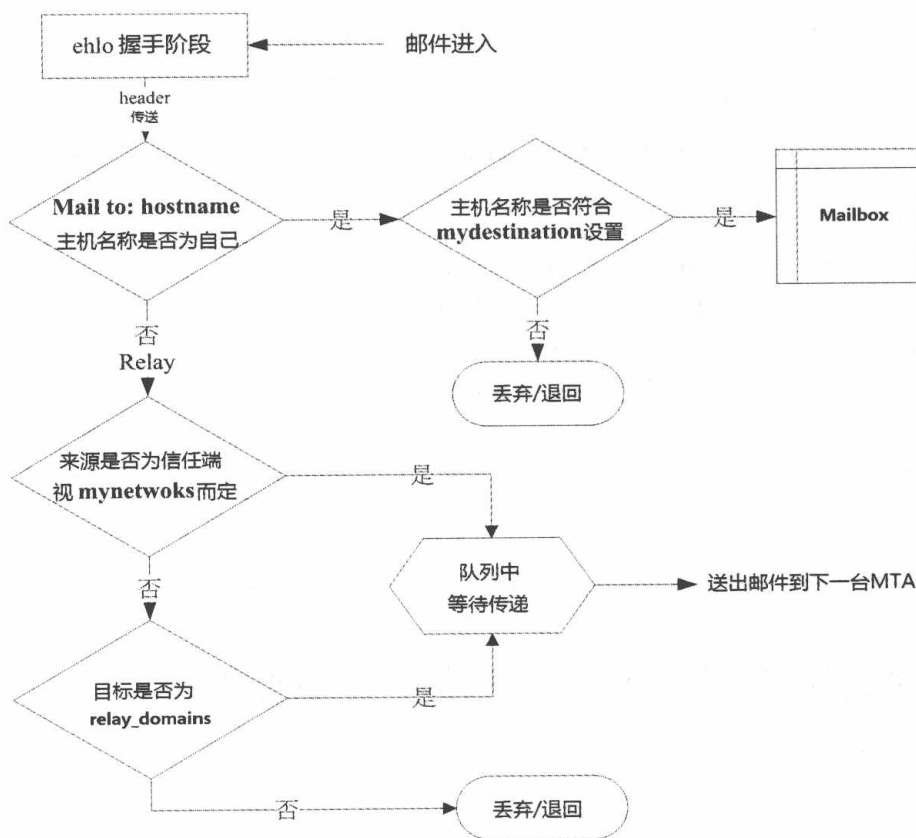 ehlo 握手阶段
邮件进入
header
传送
Mail to: hostname
主机名称是否为自己
是
主机名称是否符合
mydestination设置
是
Mailbox
否
Relay
否
丢弃/退回
来源是否为信任端
视 mynetwoks而定
是
队列中
等待传递
送出邮件到下一台MTA
否
目标是否为
relay_domains
是
否
丢弃/退回